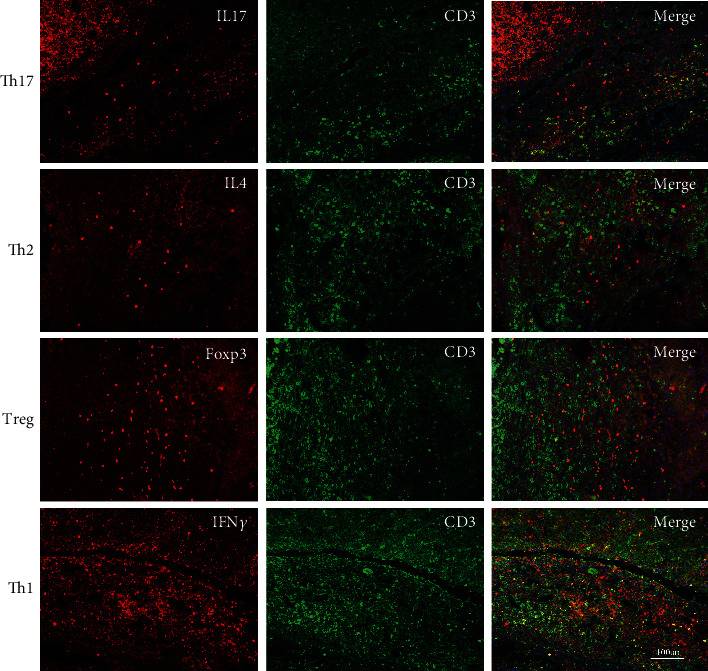 IL17 CD3 Merge
Th17
IL4 CD3 Merge
Th2
Foxp3 CD3 Merge
Treg
IFNγ CD3 Merge
Th1